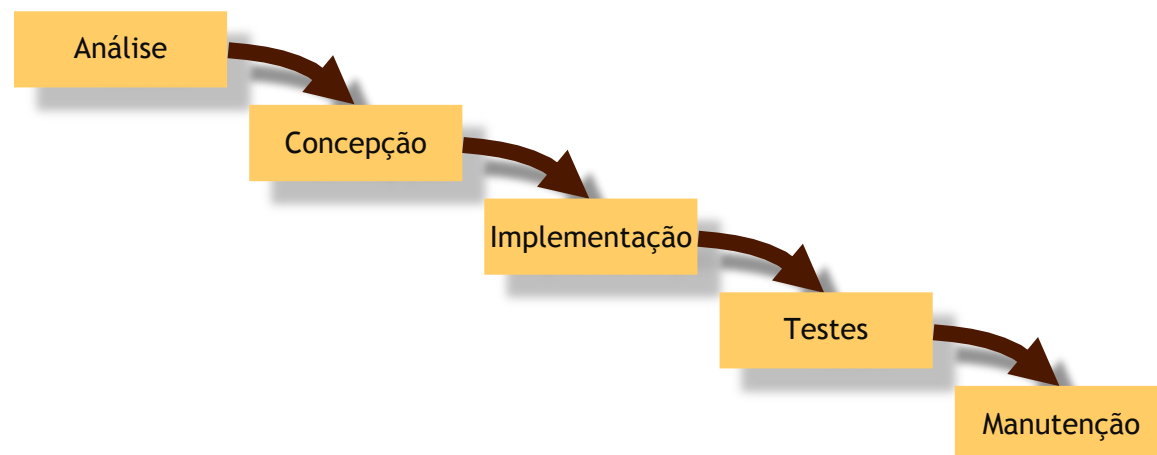 Análise
Concepção
Implementação
Testes
Manutenção